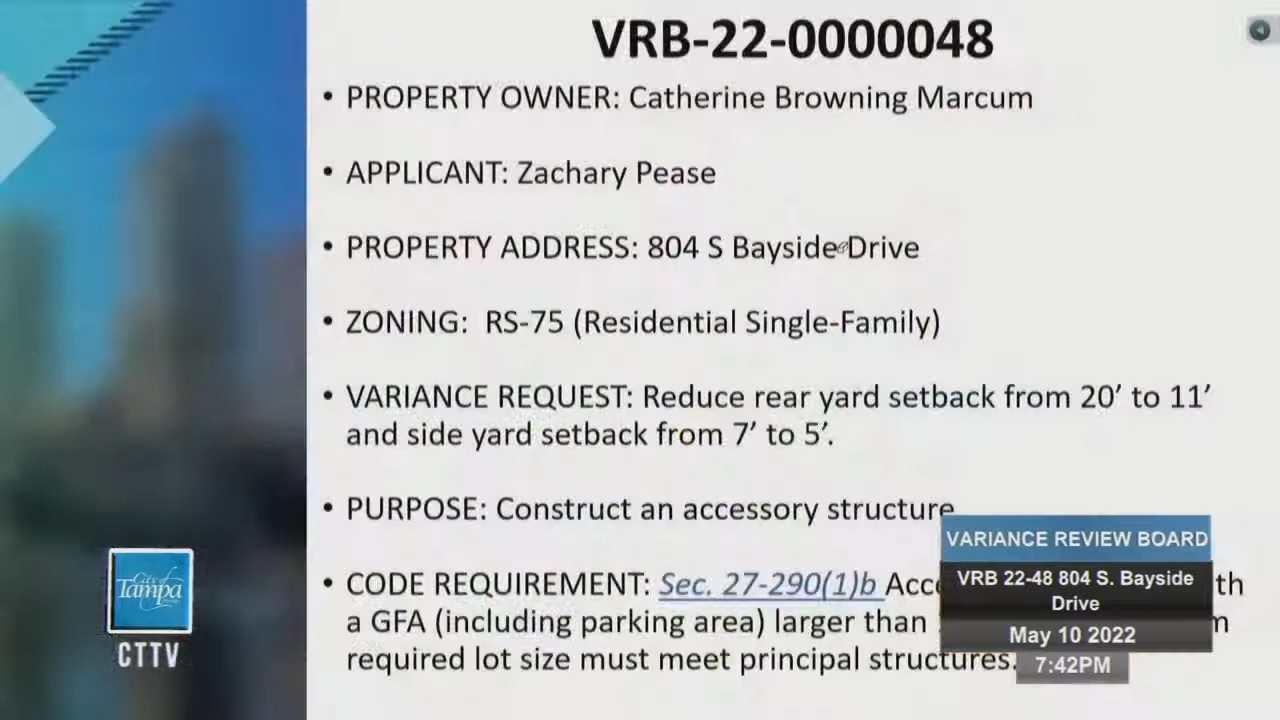 VRB-22-0000048
• PROPERTY OWNER: Catherine Browning Marcum
• APPLICANT: Zachary Pease
• PROPERTY ADDRESS: 804 S Bayside Drive
• ZONING: RS-75 (Residential Single-Family)
• VARIANCE REQUEST: Reduce rear yard setback from 20’ to 11’
and side yard setback from 7’ to 5’.
• PURPOSE: Construct an accessory structure
• CODE REQUIREMENT: Sec. 27-290(1)b
a GFA (including parking area) larger than
required lot size must meet principal structures.
VARIANCE REVIEW BOARD
VRB 22-48 804 S. Bayside
Drive
May 10 2022
7:42PM
City of
Tampa
CTTV